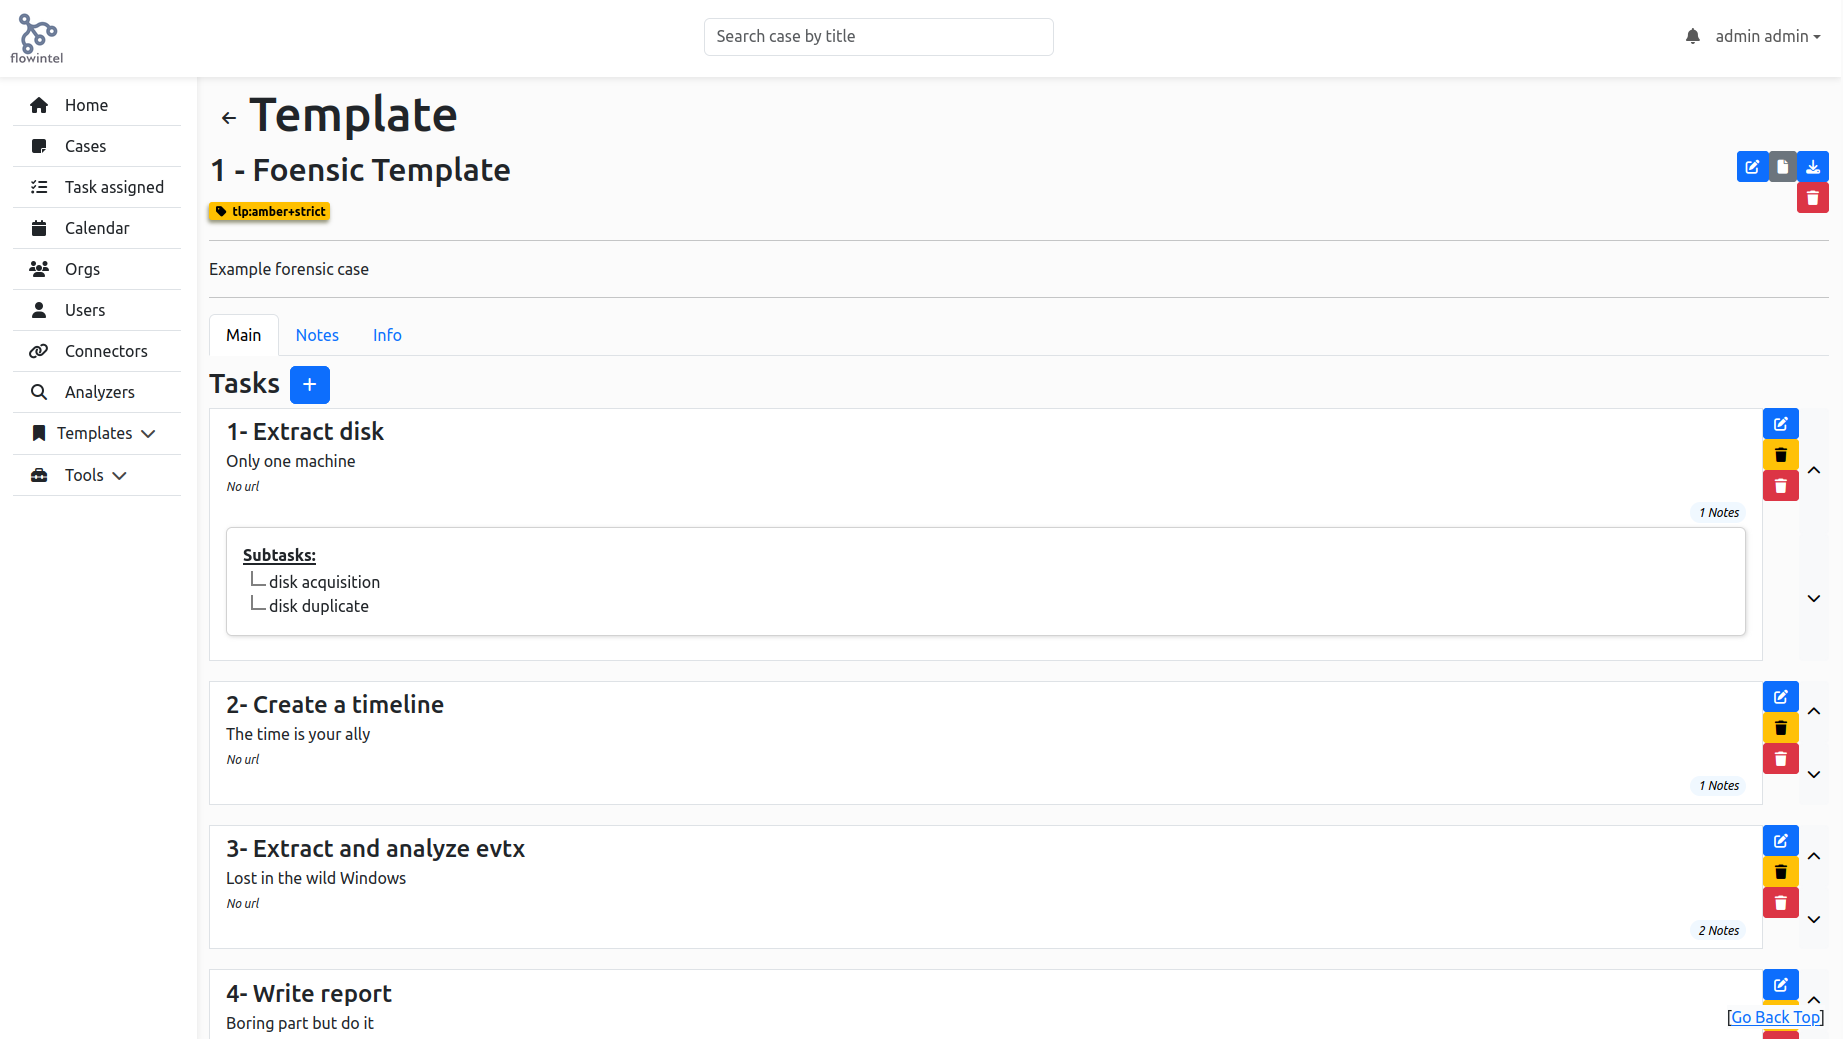 flowintel
Search case by title
admin admin
Home
Cases
Task assigned
Calendar
Orgs
Users
Connectors
Analyzers
Templates
Tools
Template
1 - Foensic Template
tlp:amber+strict
Example forensic case
Main Notes Info
Tasks +
1- Extract disk
Only one machine
No url
1 Notes
Subtasks:
disk acquisition
disk duplicate
2- Create a timeline
The time is your ally
No url
1 Notes
3- Extract and analyze evtx
Lost in the wild Windows
No url
2 Notes
4- Write report
Boring part but do it
[Go Back Top]